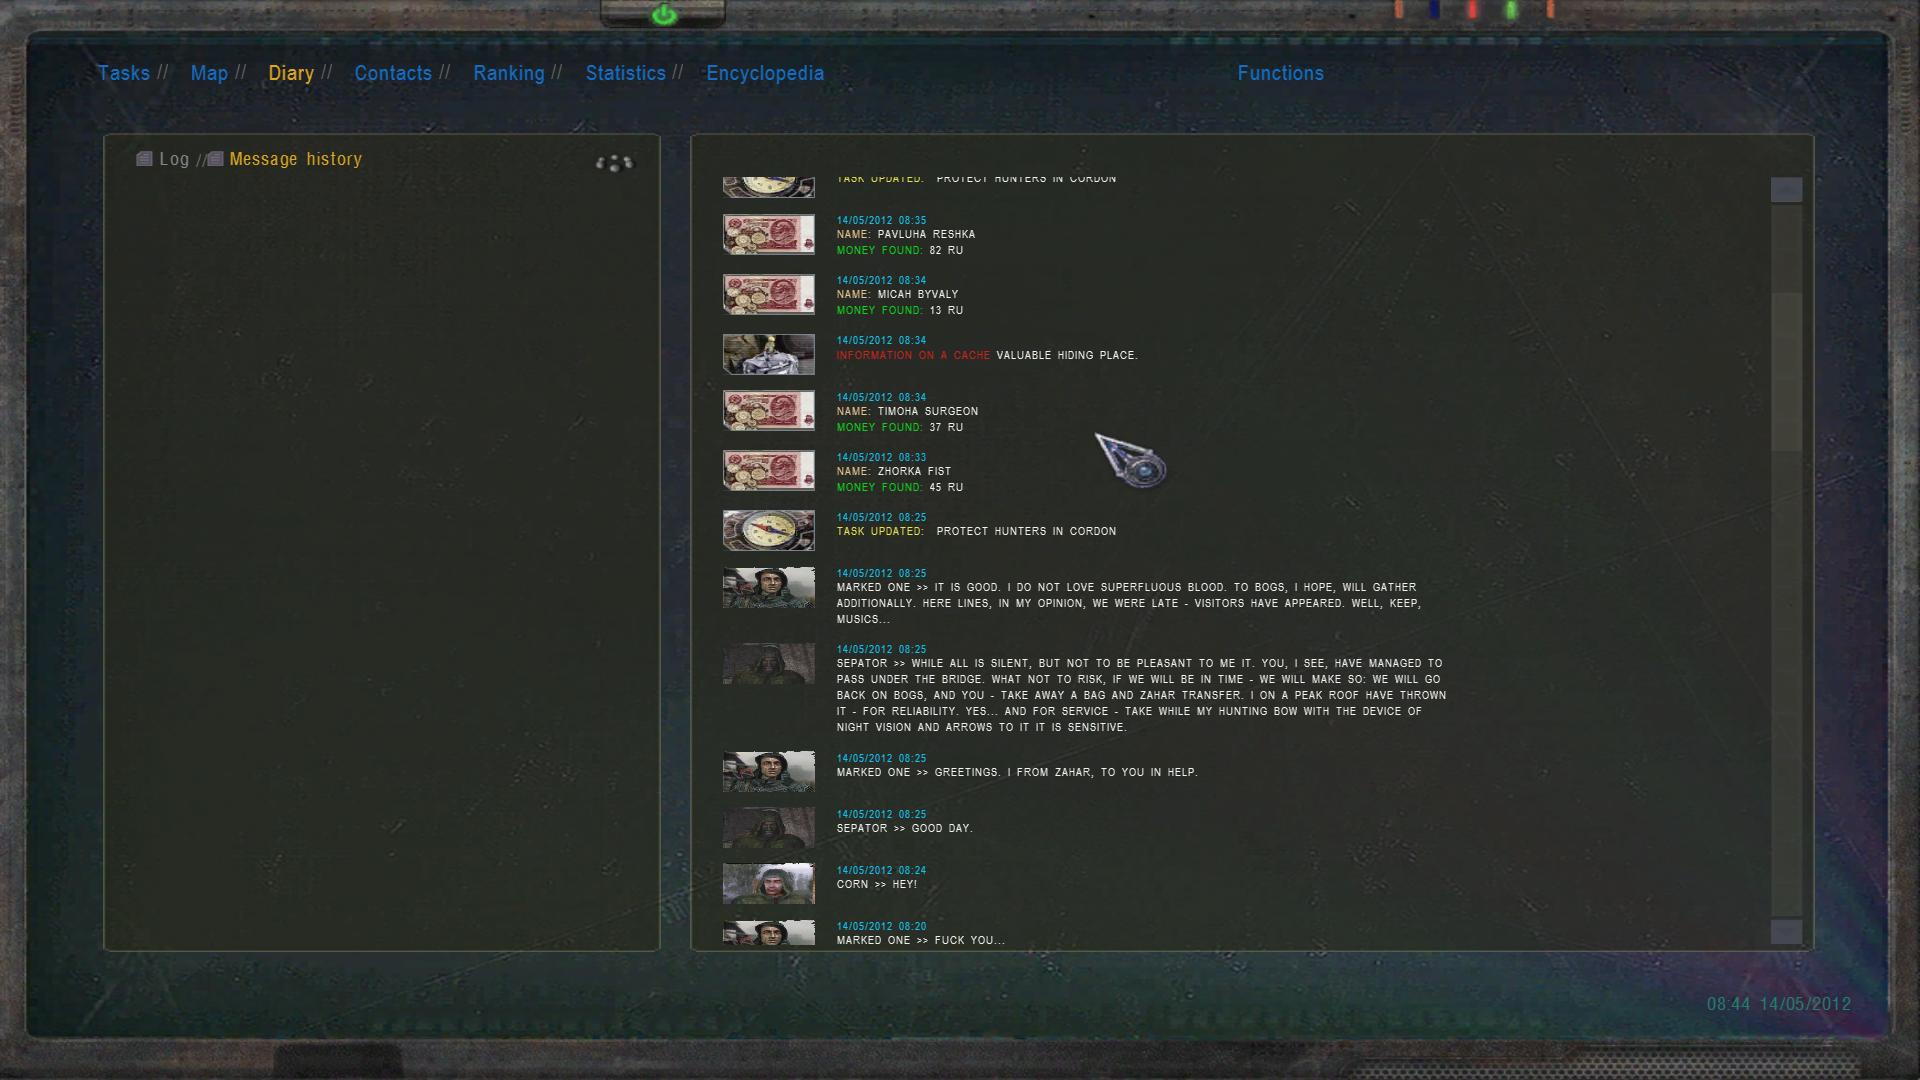 Tasks // Map // Diary // Contacts // Ranking // Statistics // Encyclopedia Functions
Log // Message history
TASK UPDATED: PROTECT HUNTERS IN CORDON
14/05/2012 08:35
NAME: PAVLUHA RESHKA
MONEY FOUND: 82 RU
14/05/2012 08:34
NAME: MICAH BYVALY
MONEY FOUND: 13 RU
14/05/2012 08:34
INFORMATION ON A CACHE VALUABLE HIDING PLACE.
14/05/2012 08:34
NAME: TIMOHA SURGEON
MONEY FOUND: 37 RU
14/05/2012 08:33
NAME: ZHORKA FIST
MONEY FOUND: 45 RU
14/05/2012 08:25
TASK UPDATED: PROTECT HUNTERS IN CORDON
14/05/2012 08:25
MARKED ONE >> IT IS GOOD. I DO NOT LOVE SUPERFLUOUS BLOOD. TO BOGS, I HOPE, WILL GATHER
ADDITIONALLY. HERE LINES, IN MY OPINION, WE WERE LATE - VISITORS HAVE APPEARED. WELL, KEEP,
MUSICS...
14/05/2012 08:25
SEPATOR >> WHILE ALL IS SILENT, BUT NOT TO BE PLEASANT TO ME IT. YOU, I SEE, HAVE MANAGED TO
PASS UNDER THE BRIDGE. WHAT NOT TO RISK, IF WE WILL BE IN TIME - WE WILL MAKE SO: WE WILL GO
BACK ON BOGS, AND YOU - TAKE AWAY A BAG AND ZAHAR TRANSFER. I ON A PEAK ROOF HAVE THROWN
IT - FOR RELIABILITY. YES... AND FOR SERVICE - TAKE WHILE MY HUNTING BOW WITH THE DEVICE OF
NIGHT VISION AND ARROWS TO IT IT IS SENSITIVE.
14/05/2012 08:25
MARKED ONE >> GREETINGS. I FROM ZAHAR, TO YOU IN HELP.
14/05/2012 08:25
SEPATOR >> GOOD DAY.
14/05/2012 08:24
CORN >> HEY!
14/05/2012 08:20
MARKED ONE >> FUCK YOU...
08:44 14/05/2012